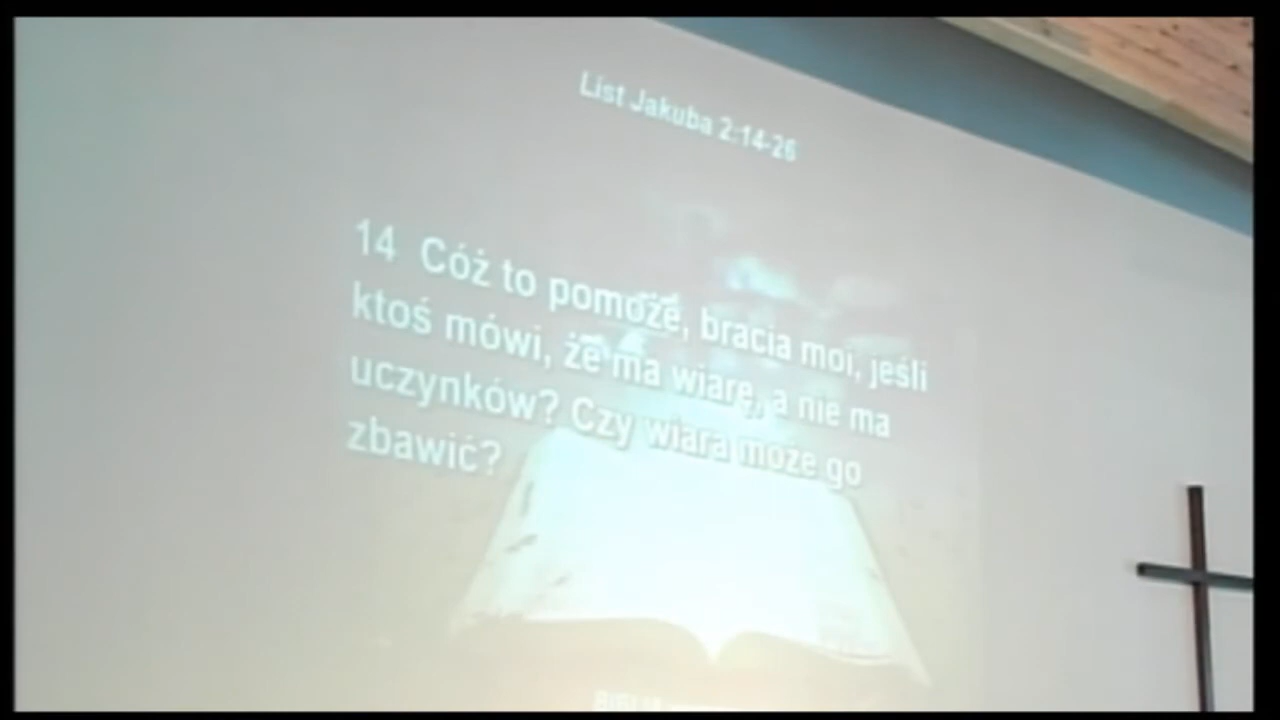 List Jakuba 2:14-26
14 Cóż to pomoże, bracia moi, jeśli
ktoś mówi, że ma wiarę, a nie ma
uczynków? Czy wiara może go
zbawić?